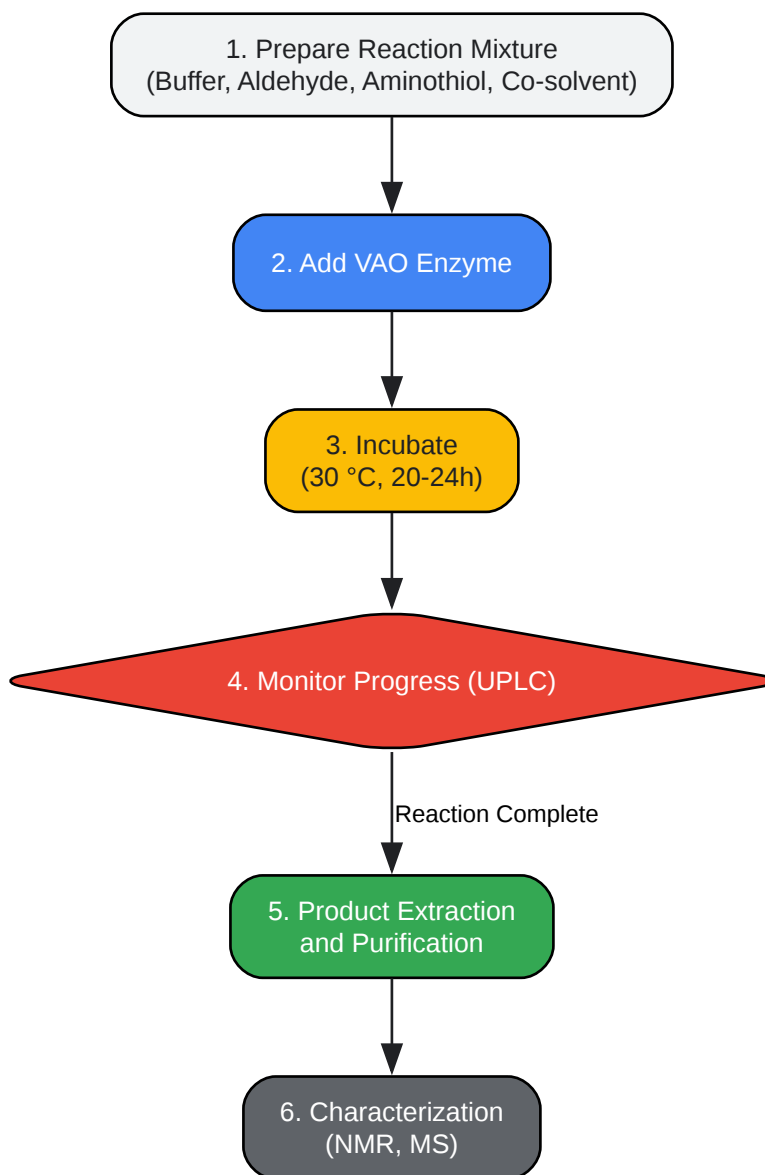 1. Prepare Reaction Mixture
(Buffer, Aldehyde, Aminothiol, Co-solvent)
2. Add VAO Enzyme
3. Incubate
(30 °C, 20-24h)
4. Monitor Progress (UPLC)
Reaction Complete
5. Product Extraction
and Purification
6. Characterization
(NMR, MS)